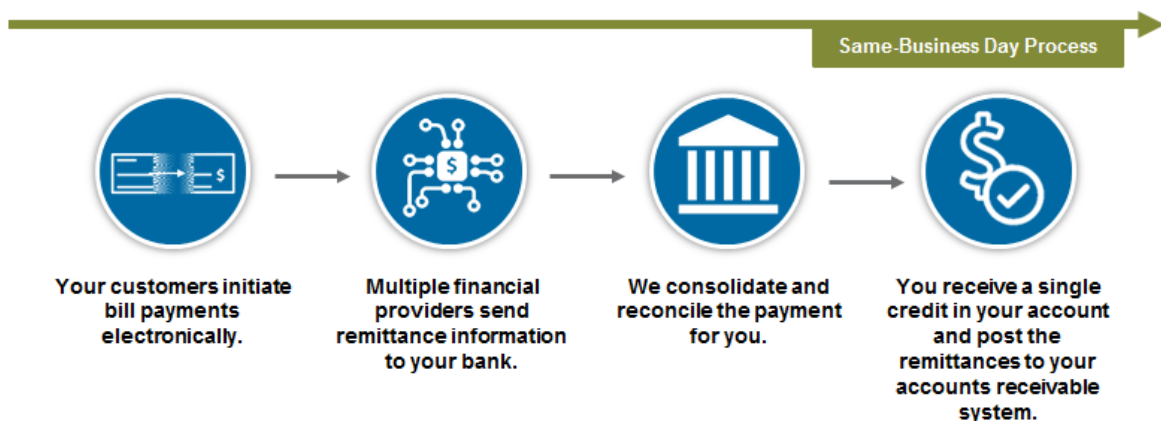 Same-Business Day Process
$
$
Your customers initiate
bill payments
electronically.
Multiple financial
providers send
remittance information
to your bank.
We consolidate and
reconcile the payment
for you.
You receive a single
credit in your account
and post the
remittances to your
accounts receivable
system.